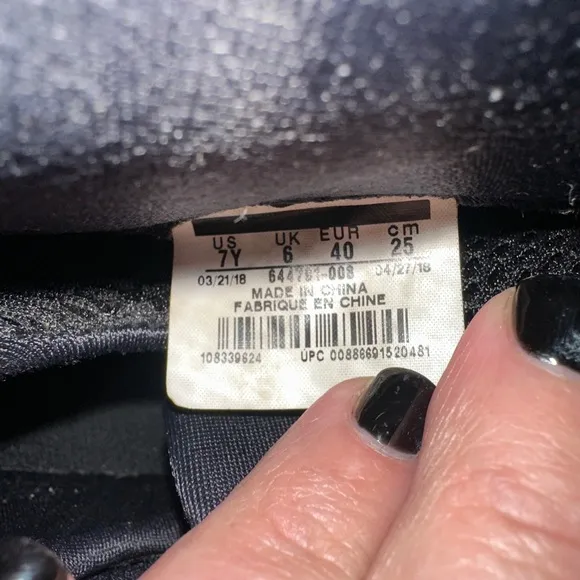 US UK EUR cm
7Y 6 40 25
03/21/18 644791-008 04/27/18
MADE IN CHINA
FABRIQUE EN CHINE
108339624 UPC 00886691520481